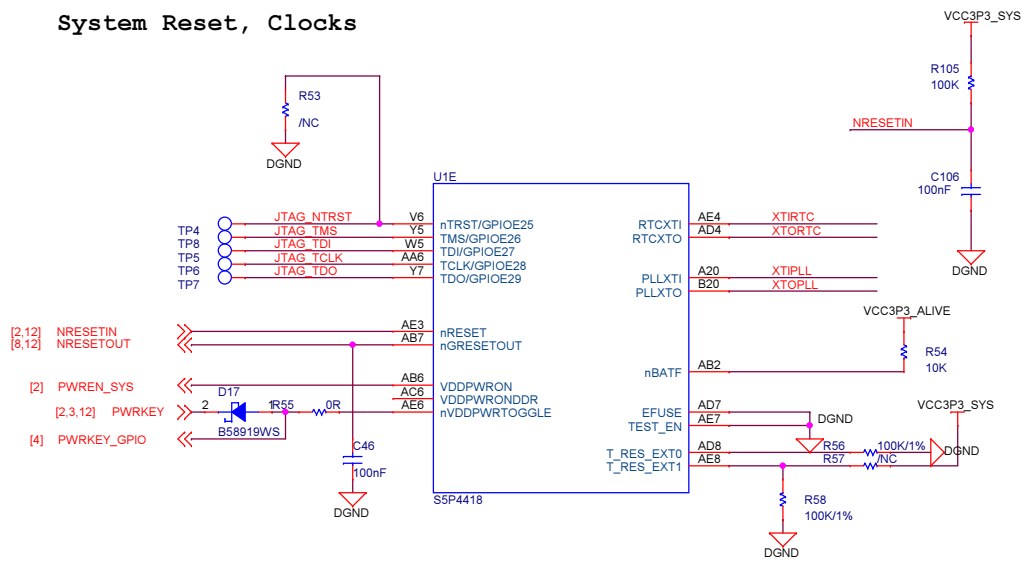 System Reset, Clocks
VCC3P3_SYS
R105
100K
NRESETIN
C106
100nF
DGND
R53
/NC
DGND
U1E
TP4
TP8
TP5
TP6
TP7
JTAG_NTRST
JTAG_TMS
JTAG_TDI
JTAG_TCLK
JTAG_TDO
V6
Y5
W5
AA6
Y7
nTRST/GPIOE25
TMS/GPIOE26
TDI/GPIOE27
TCLK/GPIOE28
TDO/GPIOE29
RTCXTI AE4 XTIRTC
RTCXTO AD4 XTORTC
PLLXTI A20 XTIPLL
PLLXTO B20 XTOPLL
VCC3P3_ALIVE
R54
10K
[2,12] NRESETIN AE3 nRESET
[8,12] NRESETOUT AB7 nGRESETOUT
nBATF AB2
[2] PWREN_SYS AB6 VDDPWRON
AC6 VDDPWRONDDR
[2,3,12] PWRKEY 2 D17 1 R55 0R AE6 nVDDPWRTOGGLE
B58919WS
[4] PWRKEY_GPIO
C46
100nF
DGND
EFUSE AD7
TEST_EN AE7
DGND
VCC3P3_SYS
T_RES_EXT0 AD8 R56 100K/1%
DGND
T_RES_EXT1 AE8 R57 /NC
R58
100K/1%
DGND
S5P4418